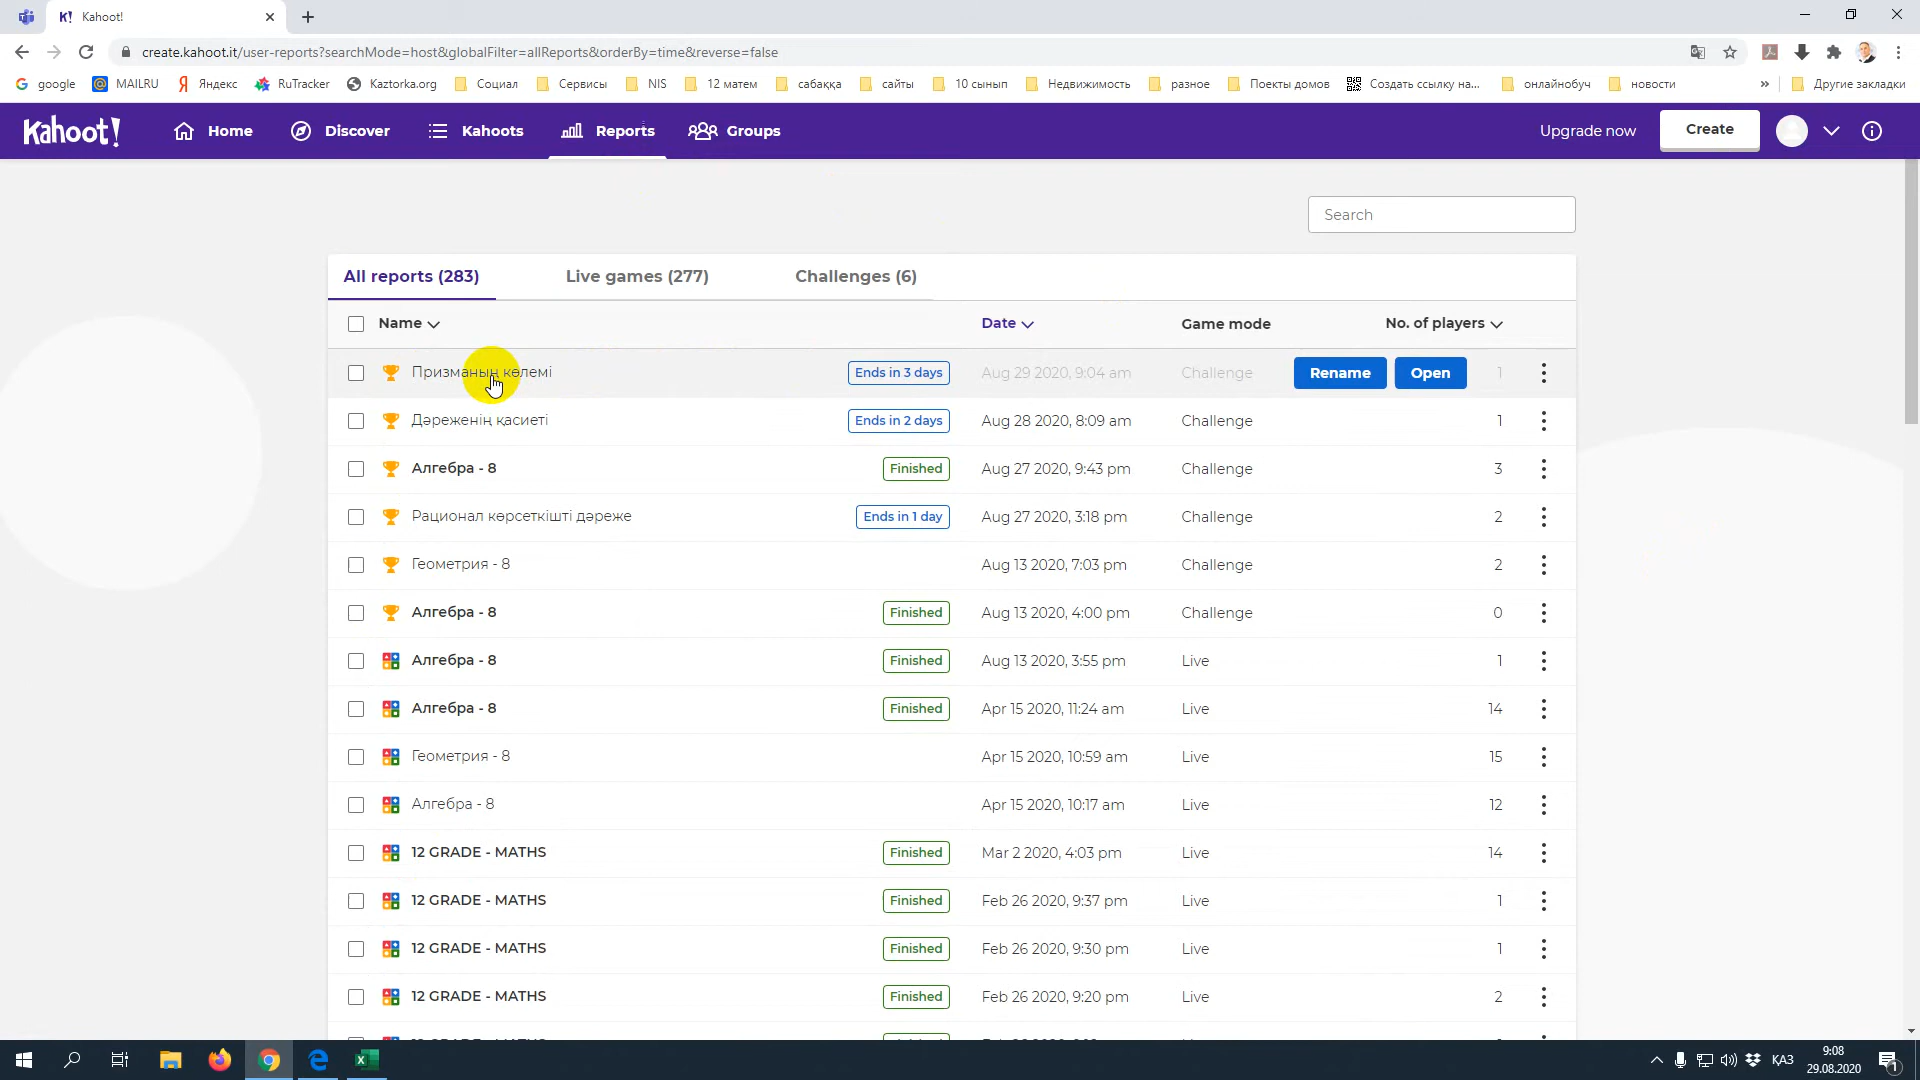 K! Kahoot!
create.kahoot.it/user-reports?searchMode=host&globalFilter=allReports&orderBy=time&reverse=false
google MAILRU Яндекс RuTracker Kaztorka.org Социал Сервисы NIS 12 матем сабаққа сайты 10 сынып Недвижимость разное Поекты домов Создать ссылку на... онлайнобуч новости » Другие закладки
Kahoot! Home Discover Kahoots Reports Groups Upgrade now Create
Search
All reports (283) Live games (277) Challenges (6)
Name Date Game mode No. of players
Призманың көлемі Ends in 3 days Aug 29 2020, 9:04 am Challenge Rename Open 1
Дәреженің қасиеті Ends in 2 days Aug 28 2020, 8:09 am Challenge 1
Алгебра - 8 Finished Aug 27 2020, 9:43 pm Challenge 3
Рационал көрсеткішті дәреже Ends in 1 day Aug 27 2020, 3:18 pm Challenge 2
Геометрия - 8 Aug 13 2020, 7:03 pm Challenge 2
Алгебра - 8 Finished Aug 13 2020, 4:00 pm Challenge 0
Алгебра - 8 Finished Aug 13 2020, 3:55 pm Live 1
Алгебра - 8 Finished Apr 15 2020, 11:24 am Live 14
Геометрия - 8 Apr 15 2020, 10:59 am Live 15
Алгебра - 8 Apr 15 2020, 10:17 am Live 12
12 GRADE - MATHS Finished Mar 2 2020, 4:03 pm Live 14
12 GRADE - MATHS Finished Feb 26 2020, 9:37 pm Live 1
12 GRADE - MATHS Finished Feb 26 2020, 9:30 pm Live 1
12 GRADE - MATHS Finished Feb 26 2020, 9:20 pm Live 2
ҚАЗ 9:08
29.08.2020 1